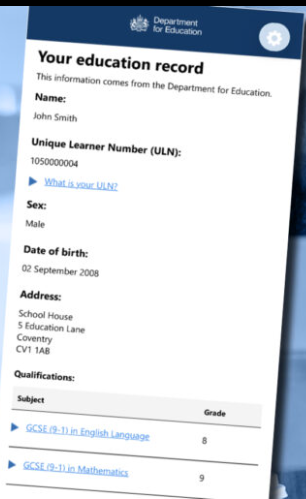 Department
for Education
Your education record
This information comes from the Department for Education.
Name:
John Smith
Unique Learner Number (ULN):
1050000004
What is your ULN?
Sex:
Male
Date of birth:
02 September 2008
Address:
School House
5 Education Lane
Coventry
CV1 1AB
Qualifications:
Subject Grade
GCSE (9-1) in English Language 8
GCSE (9-1) in Mathematics 9